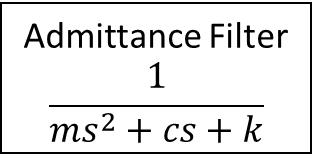 Admittance Filter
1
ms² + cs + k